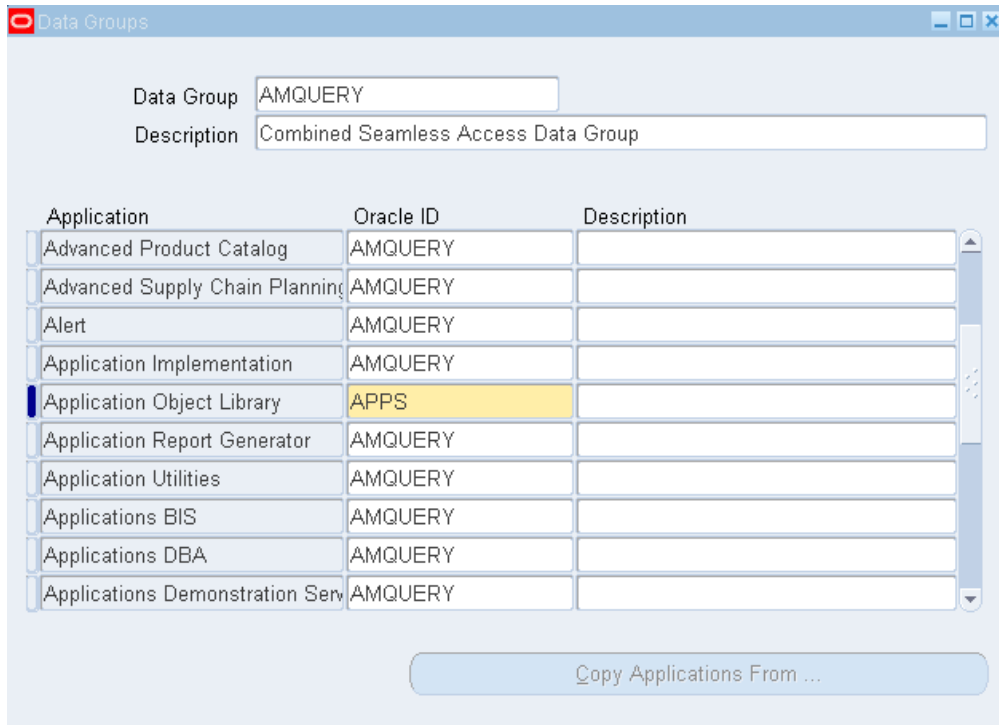 Data Groups
Data Group AMQUERY
Description Combined Seamless Access Data Group
Application Oracle ID Description
Advanced Product Catalog AMQUERY
Advanced Supply Chain Planning AMQUERY
Alert AMQUERY
Application Implementation AMQUERY
Application Object Library APPS
Application Report Generator AMQUERY
Application Utilities AMQUERY
Applications BIS AMQUERY
Applications DBA AMQUERY
Applications Demonstration Serv AMQUERY
Copy Applications From ...